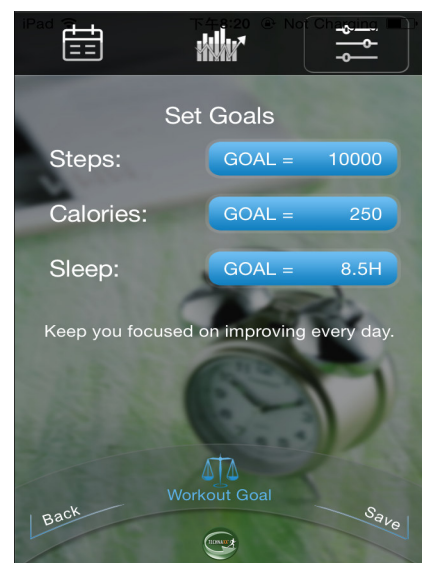 iPad 下午8:20 Not Charging
Set Goals
Steps: GOAL = 10000
Calories: GOAL = 250
Sleep: GOAL = 8.5H
Keep you focused on improving every day.
Workout Goal
Back
Save